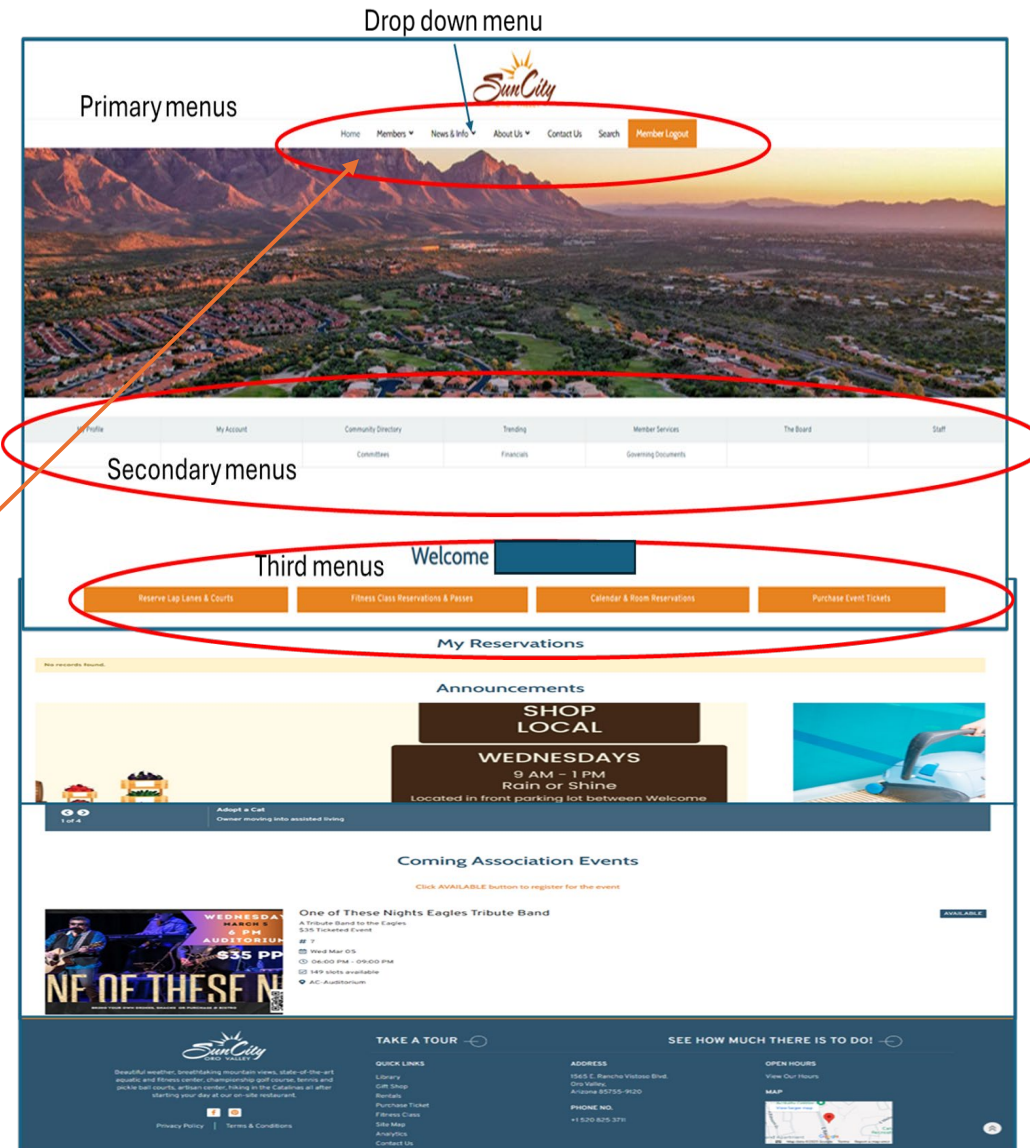 Drop down menu
SunCity
Primary menus
Home Members News & Info About Us Contact Us Search Member Logout
My Profile My Account Community Directory Trending Member Services The Board Staff
Committees Financials Governing Documents
Secondary menus
Third menus
Welcome
Reserve Lap Lanes & Courts Fitness Class Reservations & Passes Calendar & Room Reservations Purchase Event Tickets
My Reservations
No records found.
Announcements
SHOP
LOCAL
WEDNESDAYS
9 AM – 1 PM
Rain or Shine
Located in front parking lot between Welcome
Adopt a Cat
1 of 4
Owner moving into assisted living
Coming Association Events
Click AVAILABLE button to register for the event
WEDNESDAY
MARCH 5
6 PM
AUDITORIUM
$35 PP
NE OF THESE N
One of These Nights Eagles Tribute Band
AVAILABLE
A Tribute Band to the Eagles
$35 Ticketed Event
# 7
Wed Mar 05
06:00 PM - 09:00 PM
149 slots available
AC-Auditorium
SunCity
ORO VALLEY
Beautiful weather, breathtaking mountain views, state-of-the-art
aquatic and fitness center, championship golf course, tennis and
pickle ball courts, artisan center, hiking in the Catalinas all after
starting your day at our on-site restaurant.
Privacy Policy | Terms & Conditions
TAKE A TOUR
SEE HOW MUCH THERE IS TO DO!
QUICK LINKS
Library
Gift Shop
Rentals
Purchase Ticket
Fitness Class
Site Map
Analytics
Contact Us
ADDRESS
1565 E. Rancho Vistoso Blvd.
Oro Valley,
Arizona 85755-9120
PHONE NO.
+1 520 825 3711
OPEN HOURS
View Our Hours
MAP
View larger map